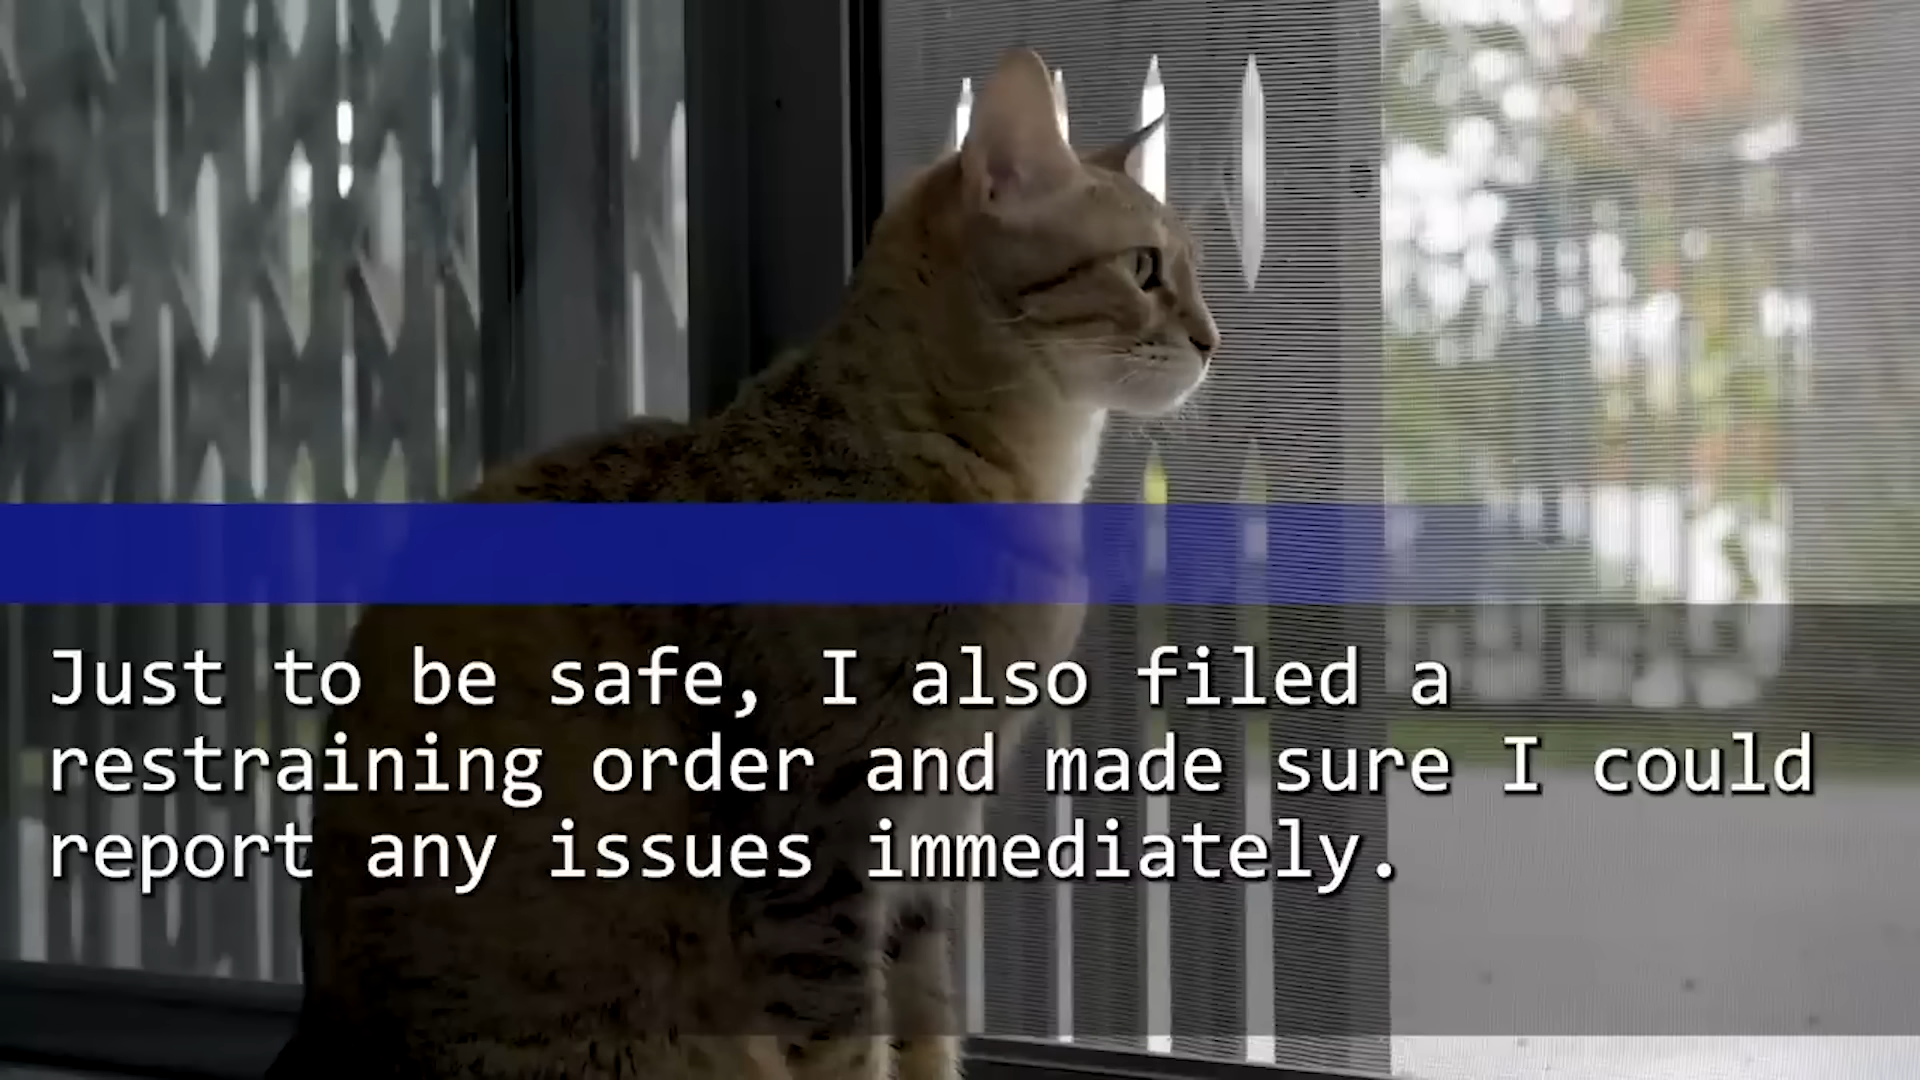 Just to be safe, I also filed a
restraining order and made sure I could
report any issues immediately.